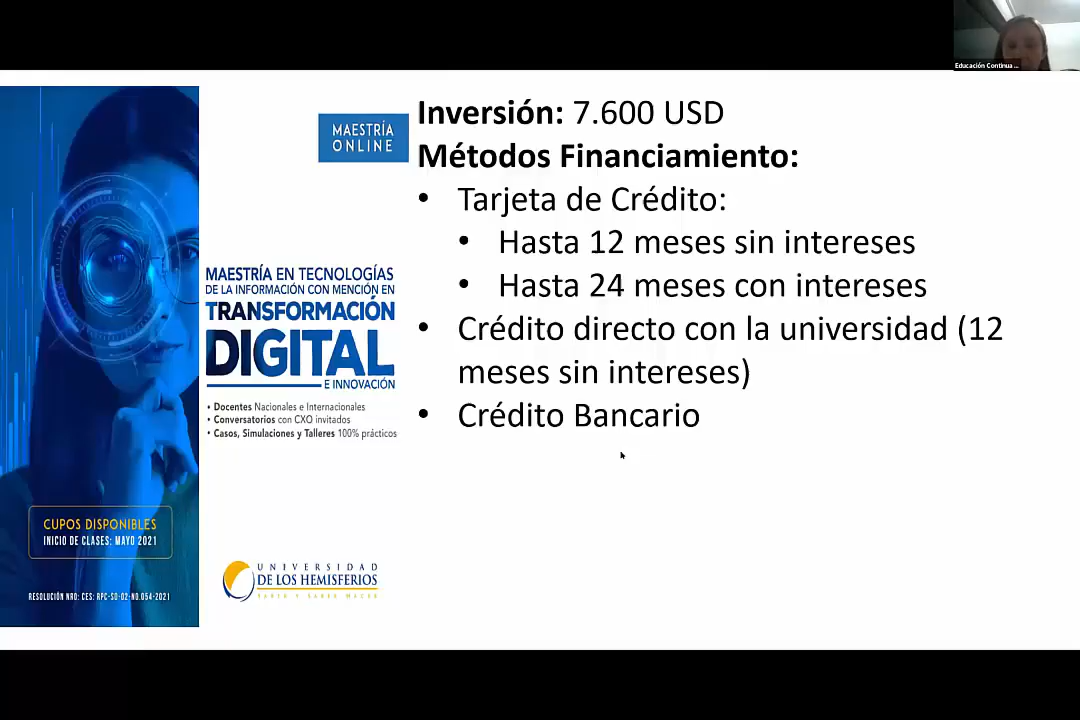 Educación Continua ...
MAESTRÍA
ONLINE
Inversión: 7.600 USD
Métodos Financiamiento:
• Tarjeta de Crédito:
• Hasta 12 meses sin intereses
• Hasta 24 meses con intereses
• Crédito directo con la universidad (12
meses sin intereses)
• Crédito Bancario
MAESTRÍA EN TECNOLOGÍAS
DE LA INFORMACIÓN CON MENCIÓN EN
TRANSFORMACIÓN
DIGITAL
E INNOVACIÓN
• Docentes Nacionales e Internacionales
• Conversatorios con CXO invitados
• Casos, Simulaciones y Talleres 100% prácticos
CUPOS DISPONIBLES
INICIO DE CLASES: MAYO 2021
RESOLUCIÓN NRO: CES: RPC-SO-02-NO.054-2021
UNIVERSIDAD
DE LOS HEMISFERIOS